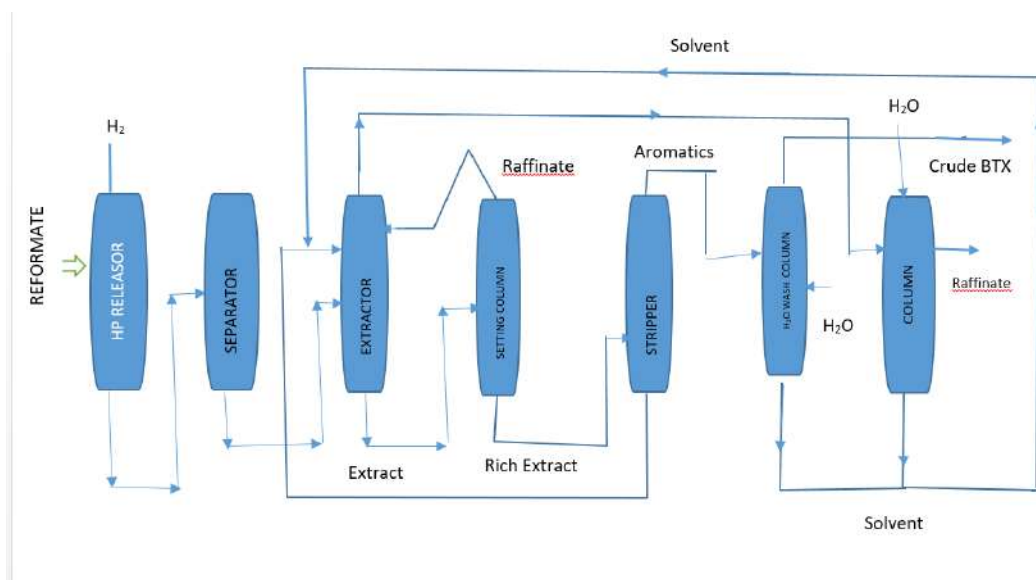 Solvent
H₂
H₂O
Raffinate
Aromatics
Crude BTX
REFORMATE
HP RELEASOR
SEPARATOR
EXTRACTOR
SETTING COLUMN
STRIPPER
H₂O WASH COLUMN
COLUMN
Raffinate
H₂O
Extract
Rich Extract
Solvent